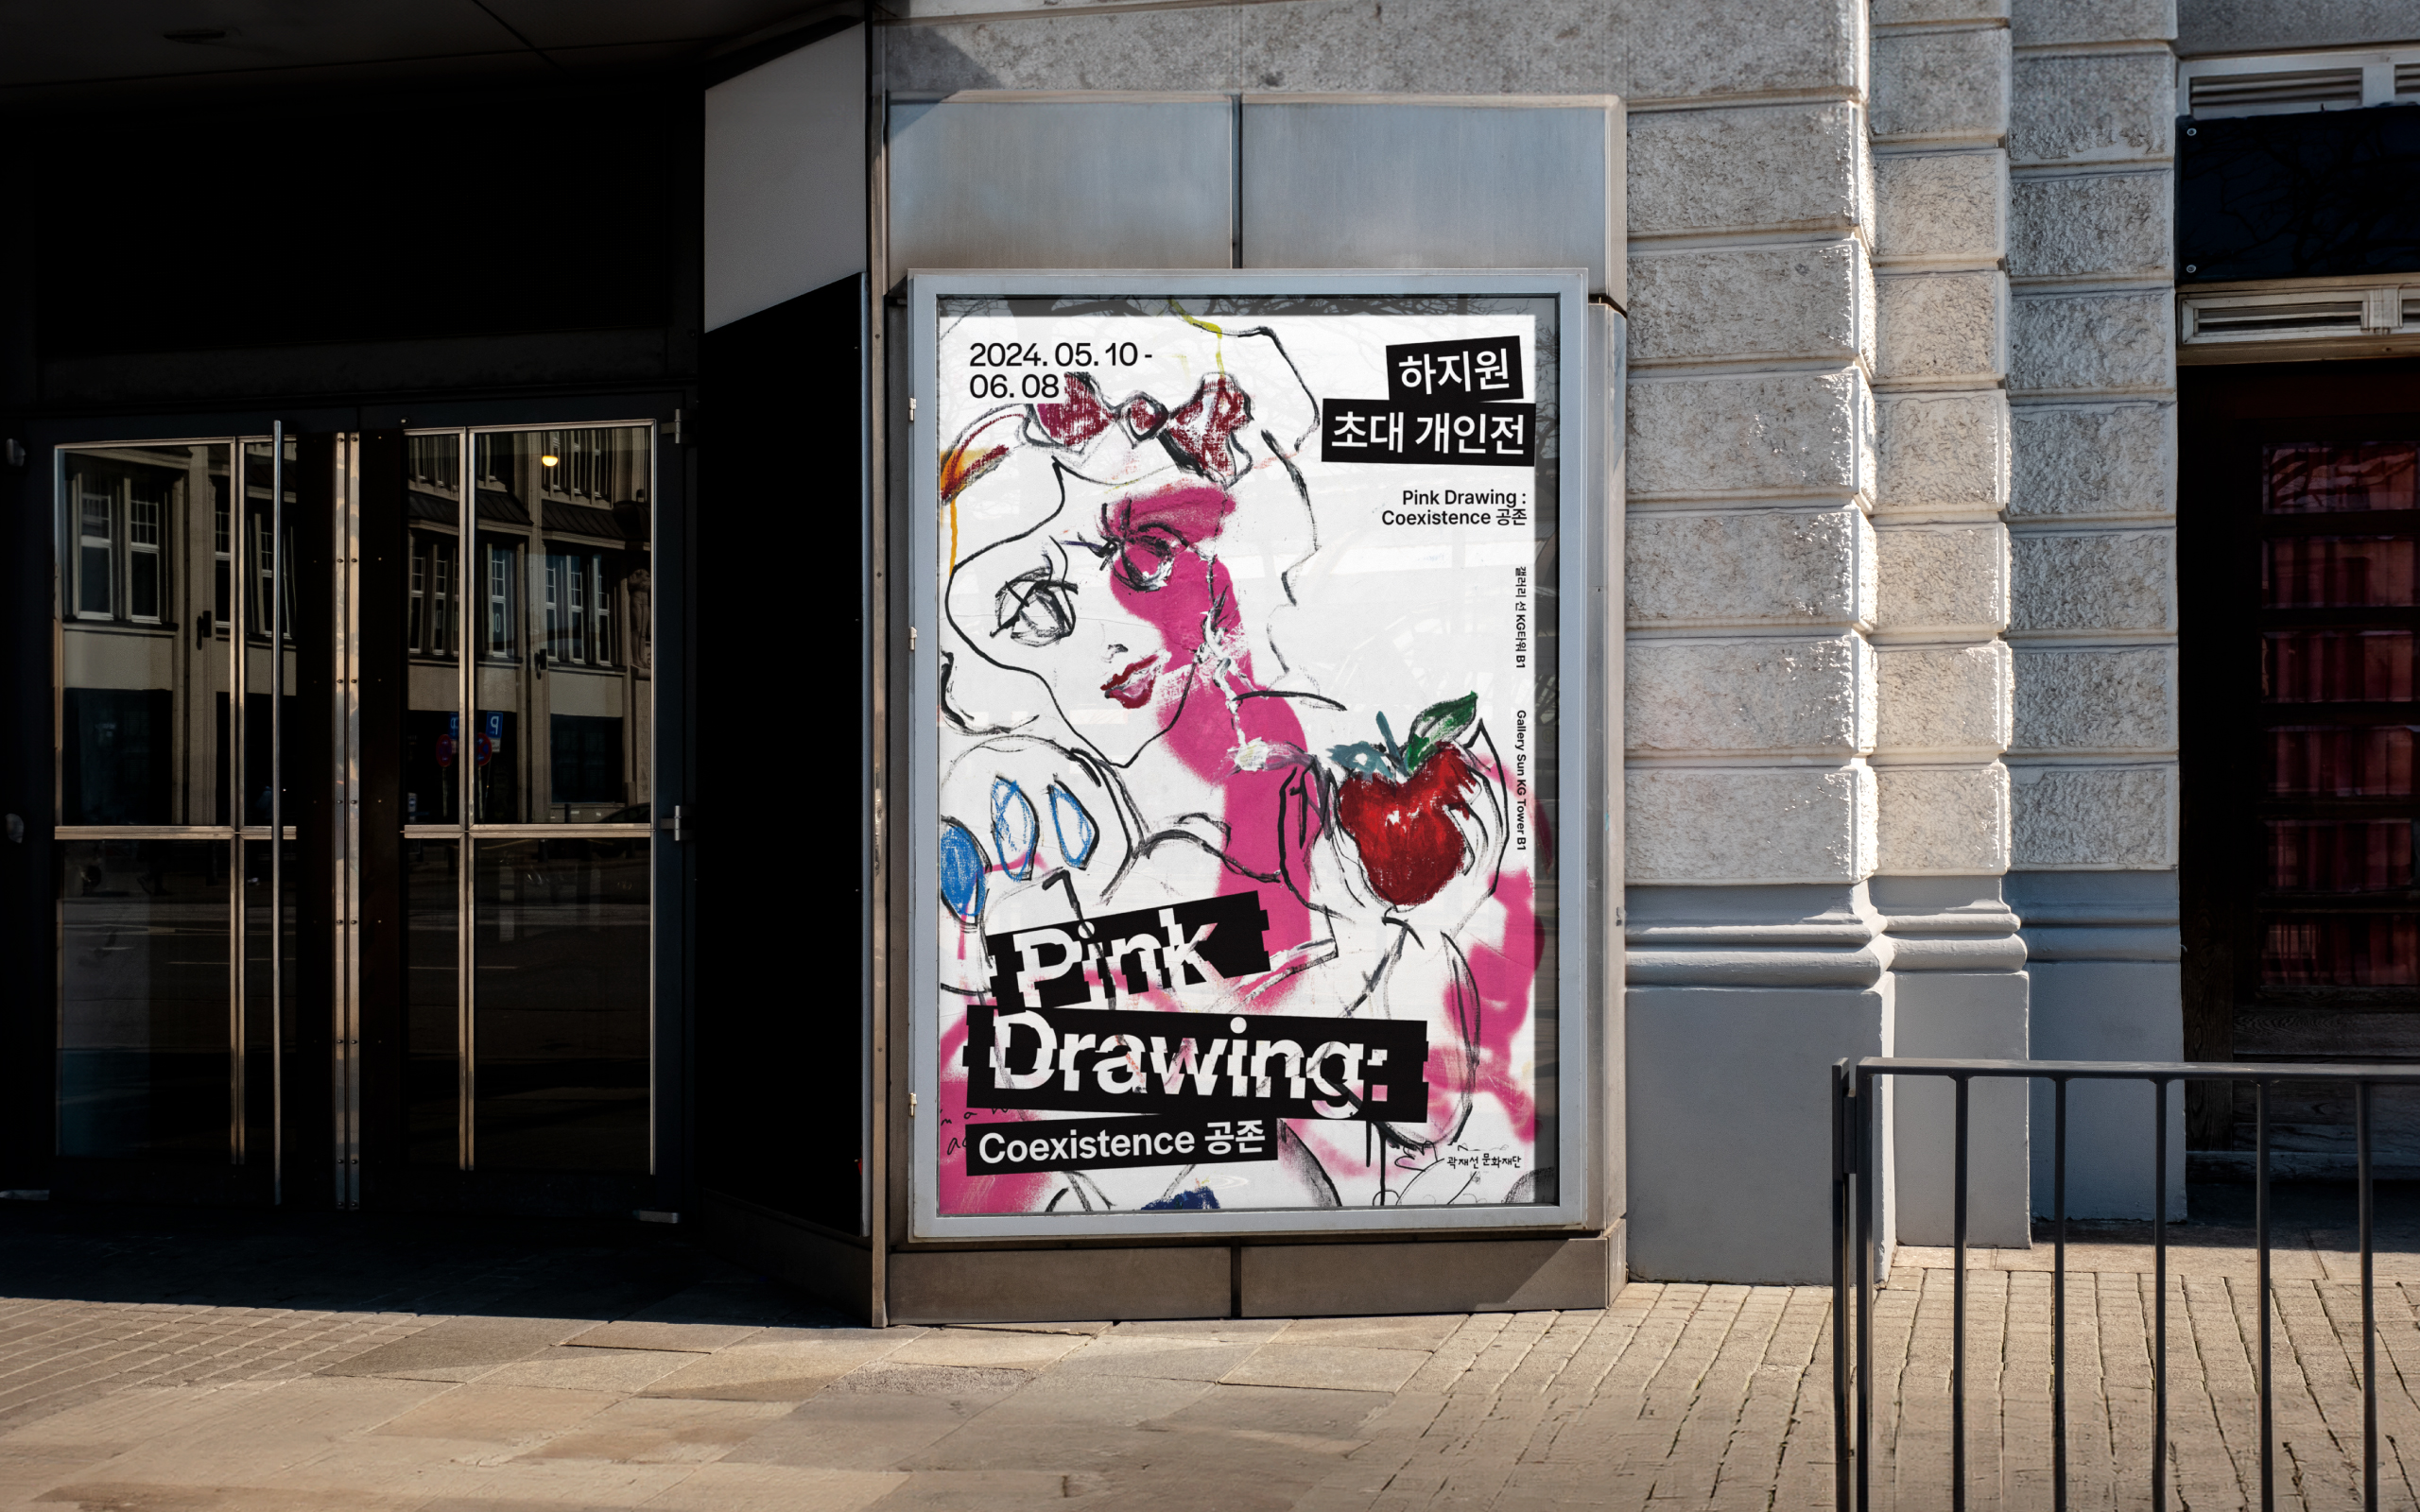 2024. 05. 10 -
06. 08
하지원
초대 개인전
Pink Drawing :
Coexistence 공존
갤러리 선 KG타워 B1
Gallery Sun KG Tower B1
Pink
Drawing:
Coexistence 공존
곽재선문화재단